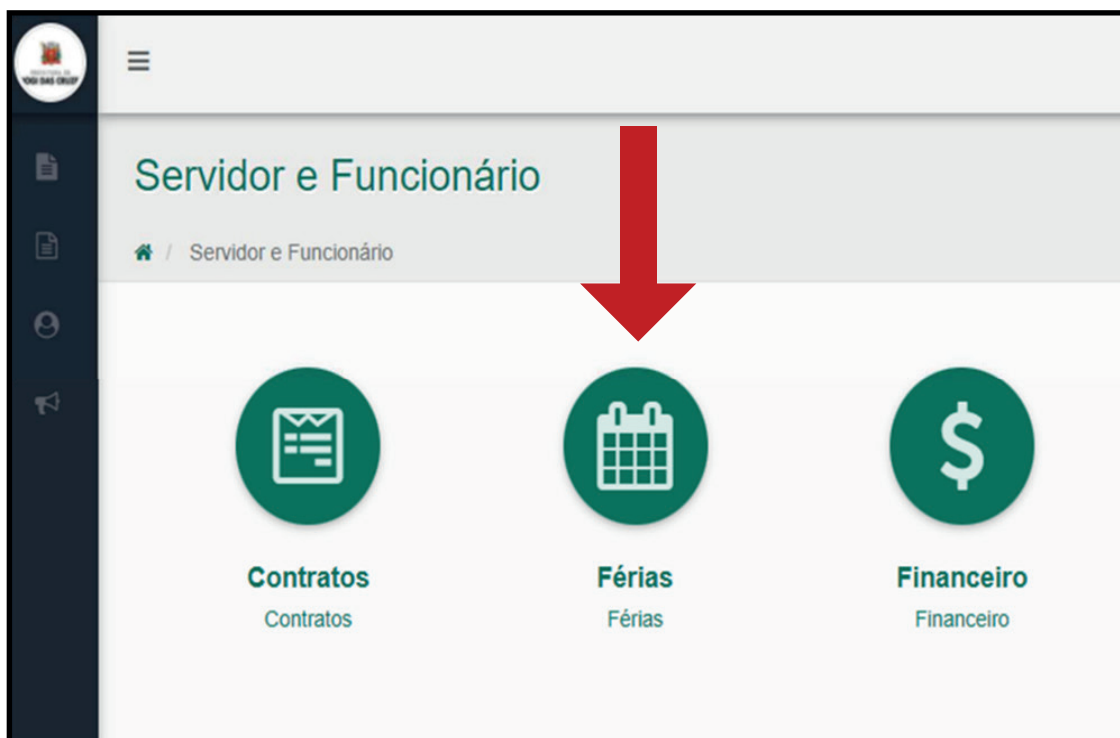 Servidor e Funcionário
/ Servidor e Funcionário
Contratos
Férias
Financeiro
Contratos
Férias
Financeiro